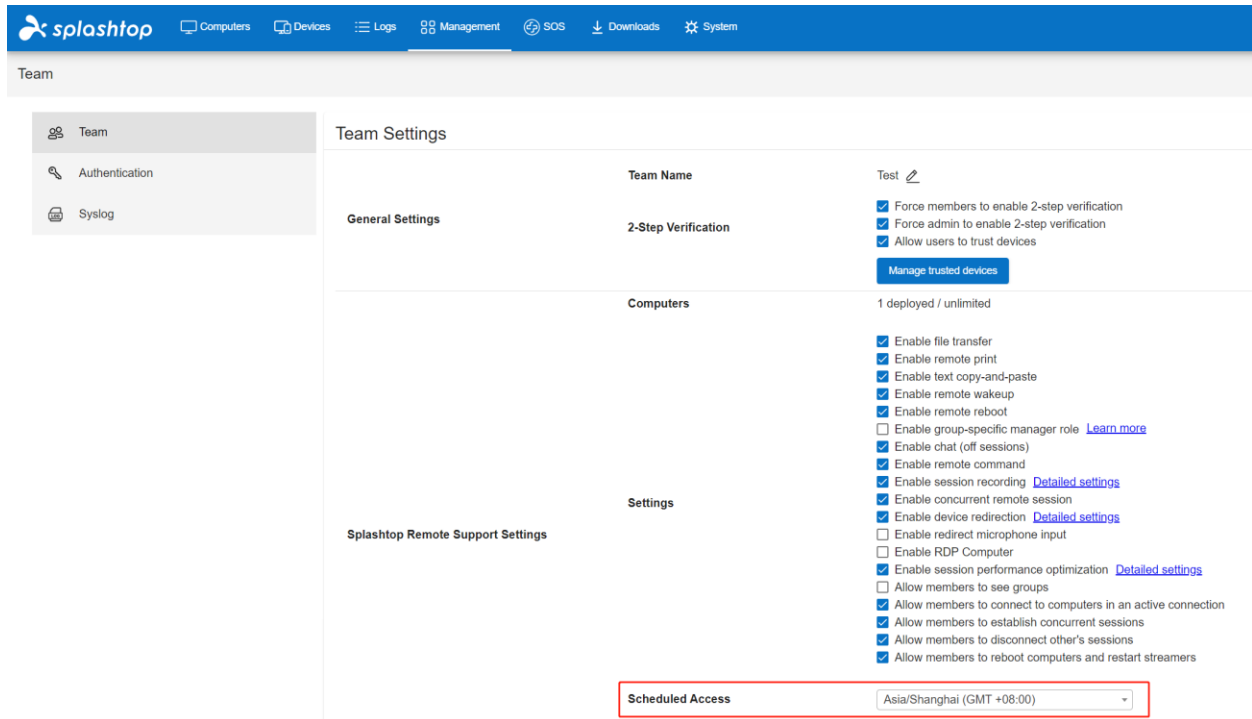 splashtop Computers Devices Logs Management SOS Downloads System
Team
Team
Authentication
Syslog
Team Settings
General Settings
Team Name
Test
2-Step Verification
Force members to enable 2-step verification
Force admin to enable 2-step verification
Allow users to trust devices
Manage trusted devices
Splashtop Remote Support Settings
Computers
1 deployed / unlimited
Settings
Enable file transfer
Enable remote print
Enable text copy-and-paste
Enable remote wakeup
Enable remote reboot
Enable group-specific manager role Learn more
Enable chat (off sessions)
Enable remote command
Enable session recording Detailed settings
Enable concurrent remote session
Enable device redirection Detailed settings
Enable redirect microphone input
Enable RDP Computer
Enable session performance optimization Detailed settings
Allow members to see groups
Allow members to connect to computers in an active connection
Allow members to establish concurrent sessions
Allow members to disconnect other's sessions
Allow members to reboot computers and restart streamers
Scheduled Access
Asia/Shanghai (GMT +08:00)